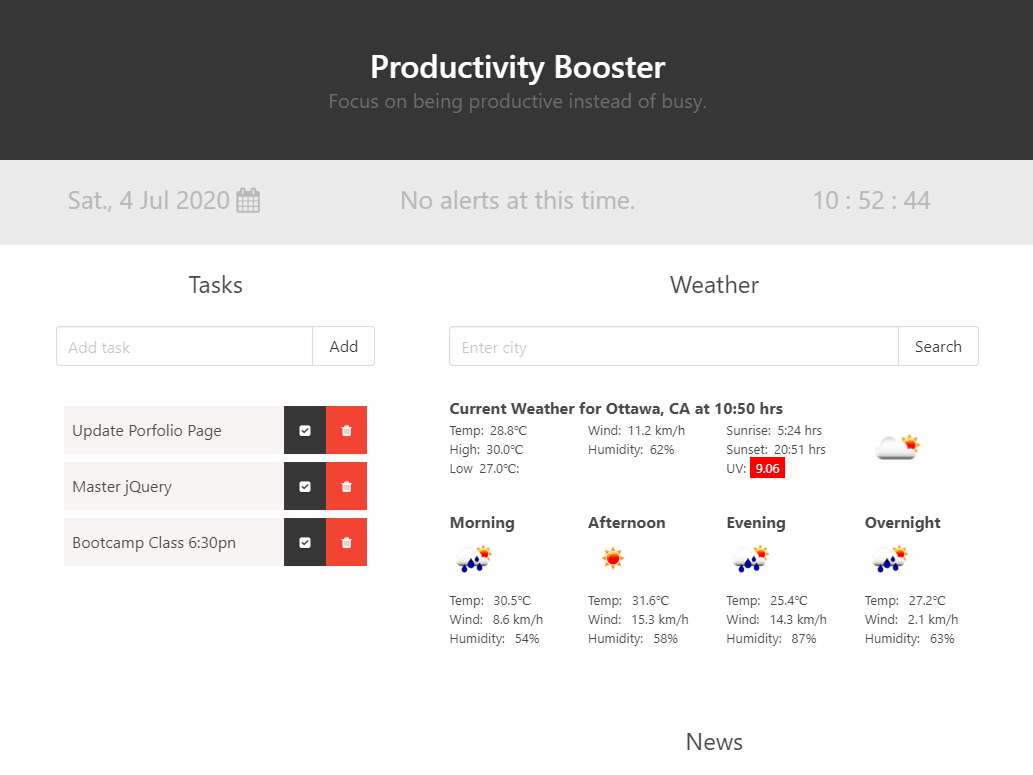 Productivity Booster
Focus on being productive instead of busy.
Sat., 4 Jul 2020
No alerts at this time.
10 : 52 : 44
Tasks
Add task
Add
Update Porfolio Page
Master jQuery
Bootcamp Class 6:30pn
Weather
Enter city
Search
Current Weather for Ottawa, CA at 10:50 hrs
Temp: 28.8°C
High: 30.0°C
Low 27.0°C:
Wind: 11.2 km/h
Humidity: 62%
Sunrise: 5:24 hrs
Sunset: 20:51 hrs
UV: 9.06
Morning
Temp: 30.5°C
Wind: 8.6 km/h
Humidity: 54%
Afternoon
Temp: 31.6°C
Wind: 15.3 km/h
Humidity: 58%
Evening
Temp: 25.4°C
Wind: 14.3 km/h
Humidity: 87%
Overnight
Temp: 27.2°C
Wind: 2.1 km/h
Humidity: 63%
News